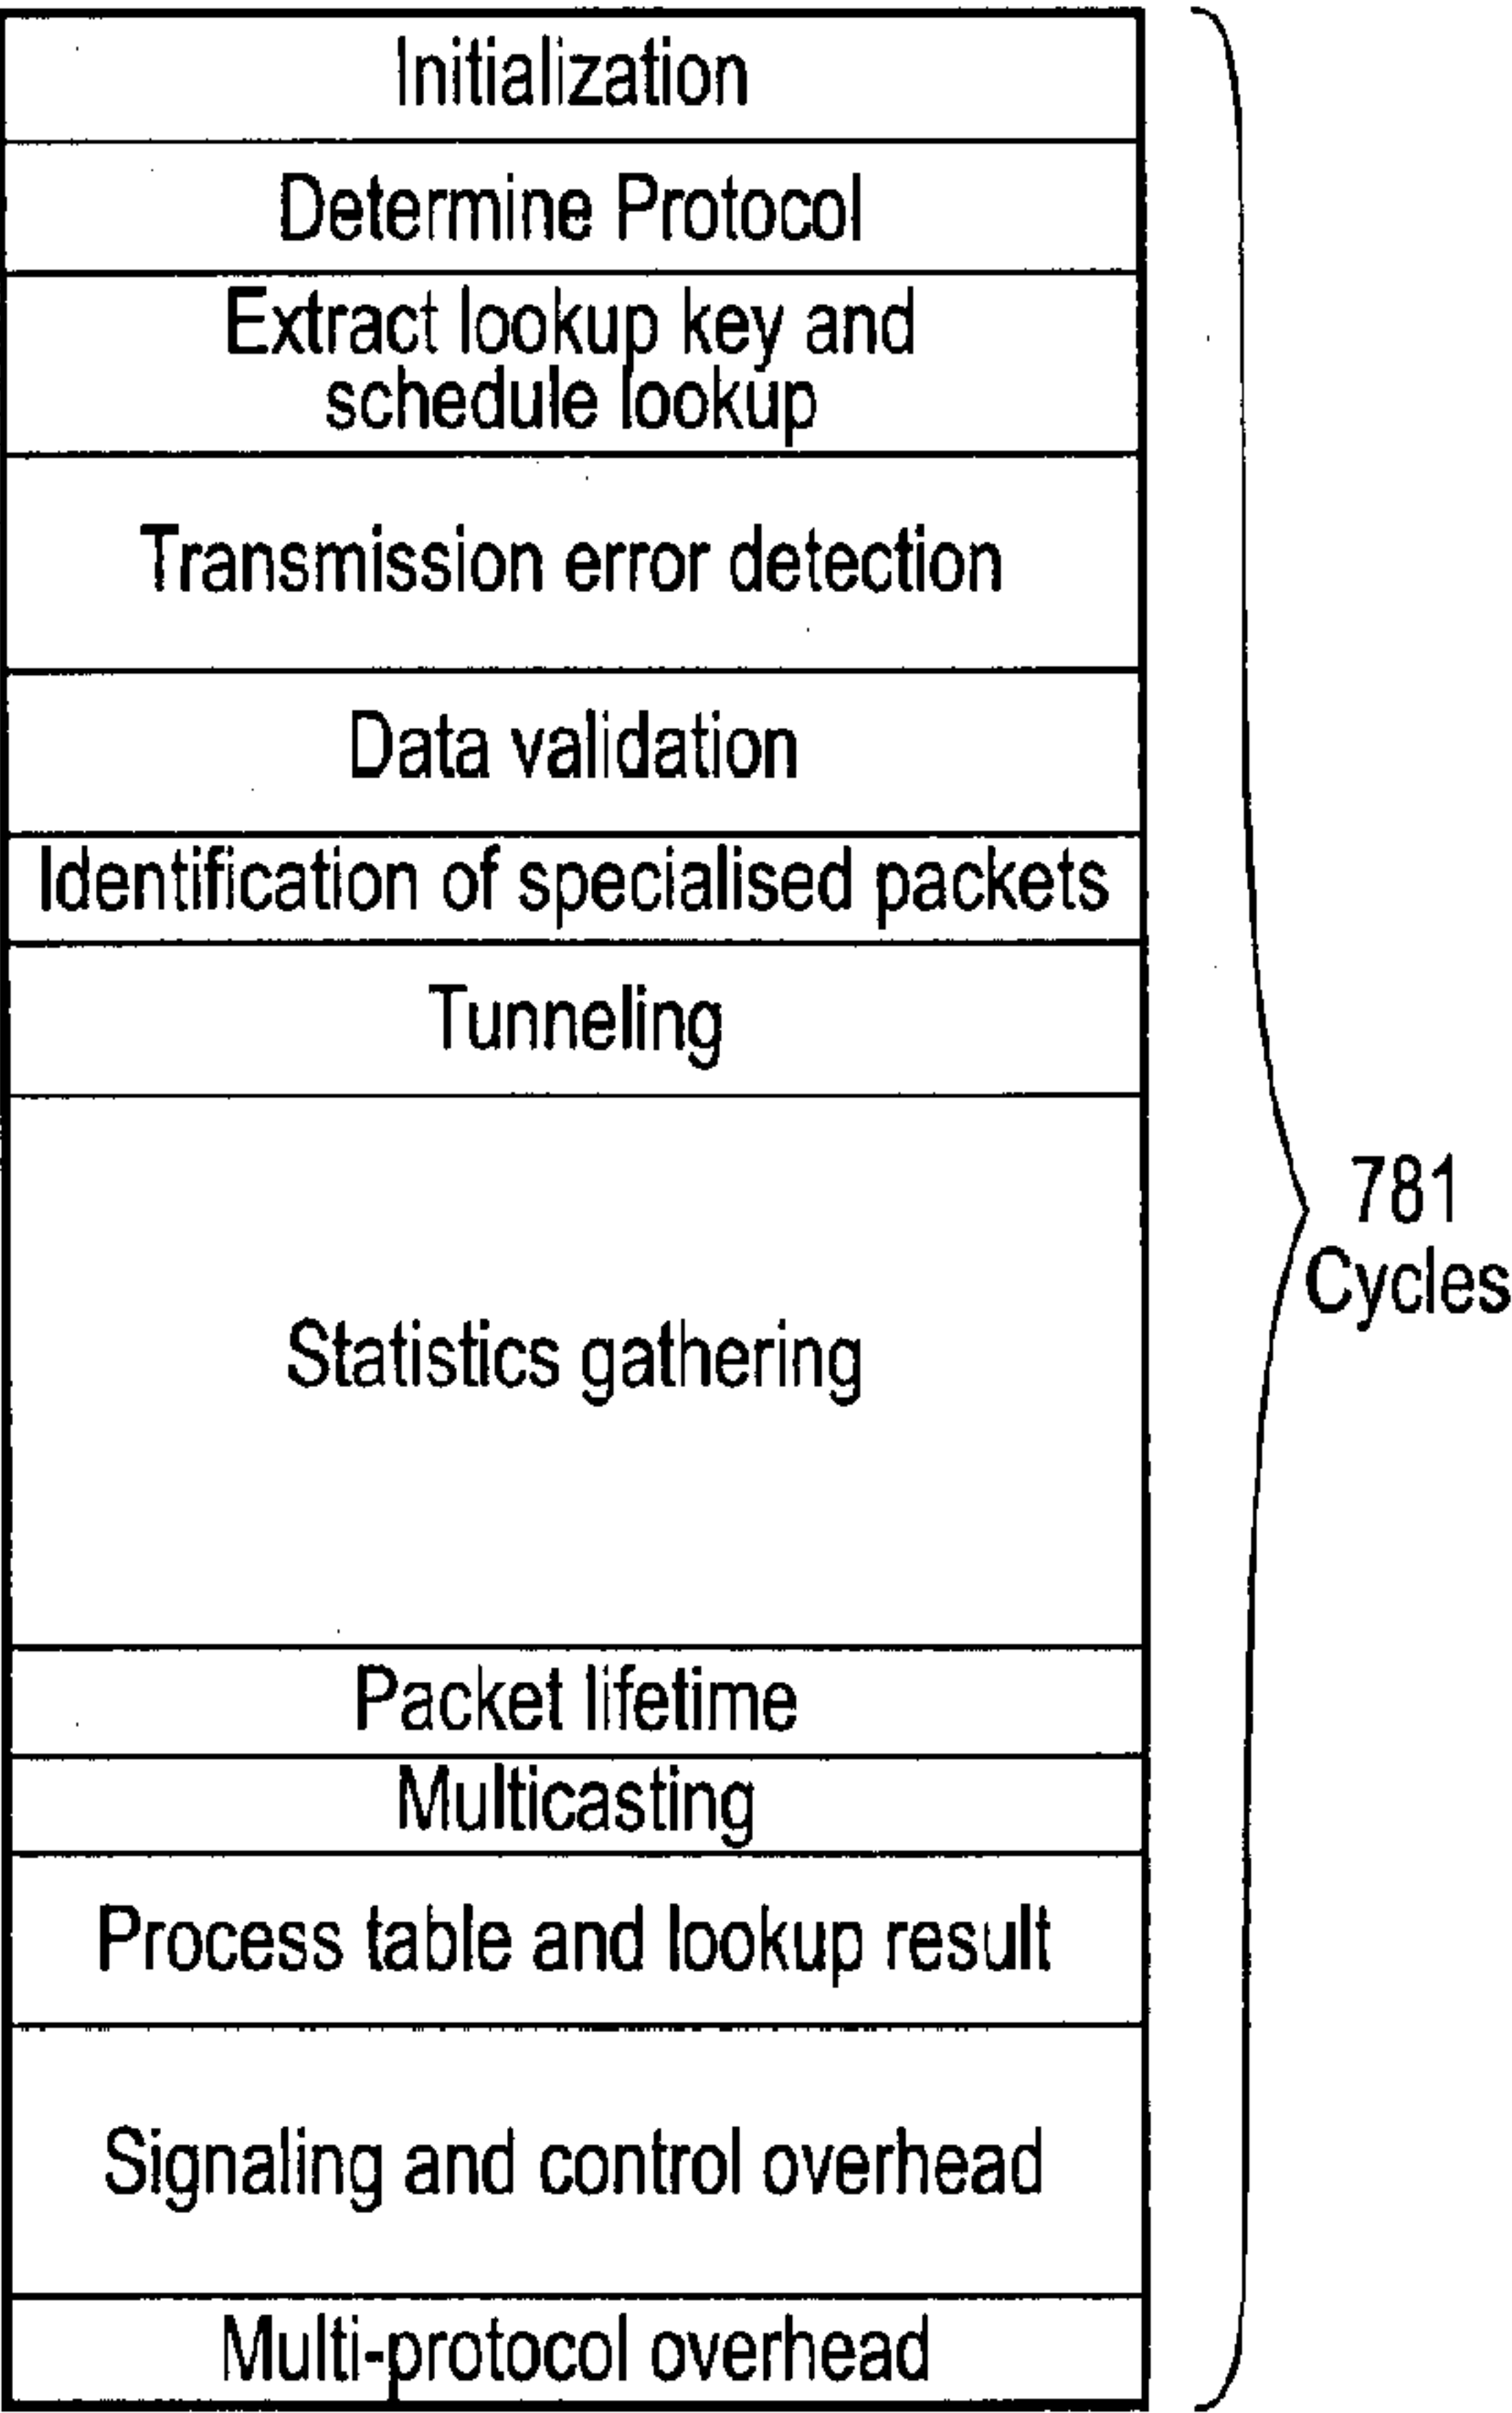 Initialization
Determine Protocol
Extract lookup key and
schedule lookup
Transmission error detection
Data validation
Identification of specialised packets
Tunneling
Statistics gathering
Packet lifetime
Multicasting
Process table and lookup result
Signaling and control overhead
Multi-protocol overhead
781
Cycles